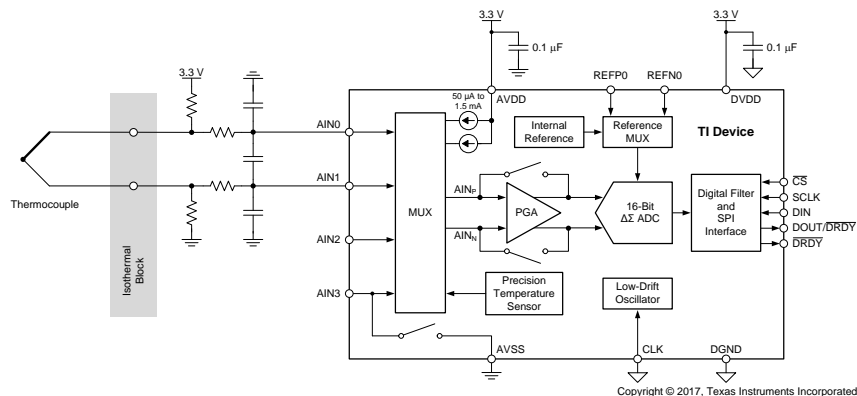 3.3 V
3.3 V
0.1 μF
0.1 μF
3.3 V
50 μA to
1.5 mA
AVDD
REFP0
REFN0
DVDD
Internal
Reference
Reference
MUX
TI Device
AIN0
AIN1
AIN2
AIN3
Thermocouple
Isothermal
Block
MUX
AINP
AINN
PGA
16-Bit
ΔΣ ADC
Digital Filter
and
SPI
Interface
CS
SCLK
DIN
DOUT/DRDY
DRDY
Precision
Temperature
Sensor
Low-Drift
Oscillator
AVSS
CLK
DGND
Copyright © 2017, Texas Instruments Incorporated